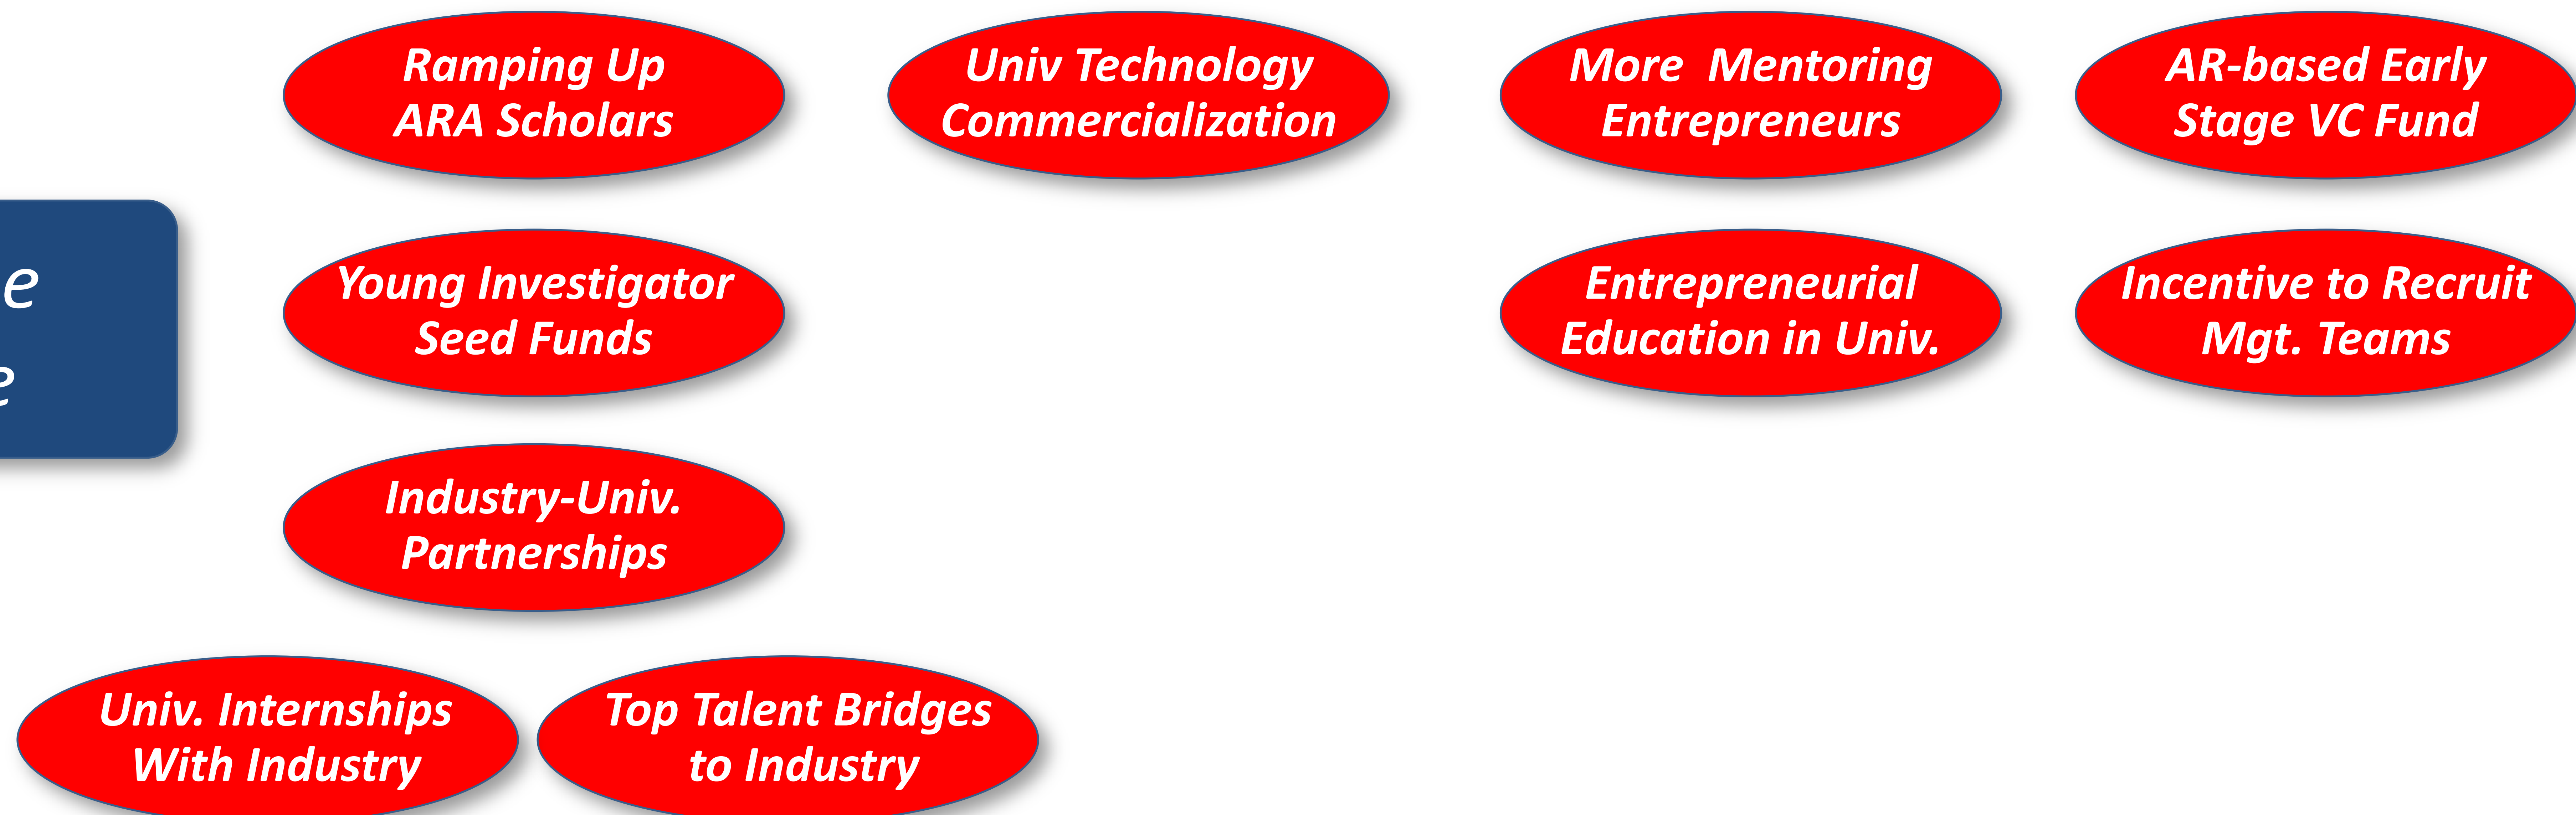 Ramping Up
ARA Scholars
Univ Technology
Commercialization
More  Mentoring
Entrepreneurs
AR-based Early
Stage VC Fund
Young Investigator
Seed Funds
Entrepreneurial
Education in Univ.
Incentive to Recruit
Mgt. Teams
Industry-Univ.
Partnerships
Univ. Internships
With Industry
Top Talent Bridges
to Industry